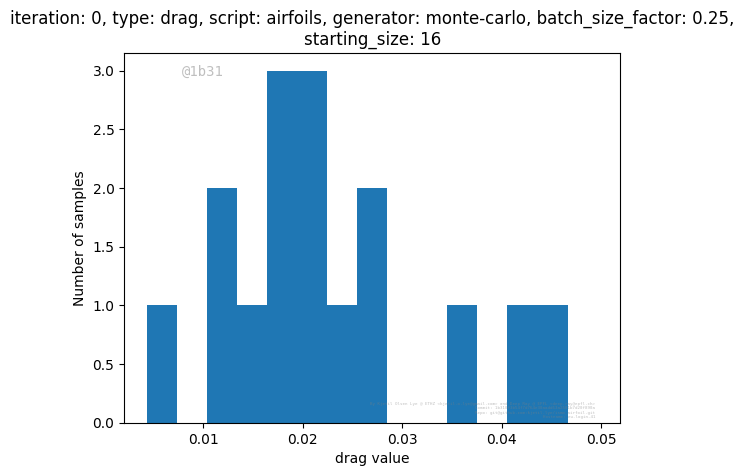 iteration: 0, type: drag, script: airfoils, generator: monte-carlo, batch_size_factor: 0.25,
starting_size: 16
@1b31
3.0
2.5
2.0
1.5
1.0
0.5
0.0
Number of samples
0.01
0.02
0.03
0.04
0.05
drag value